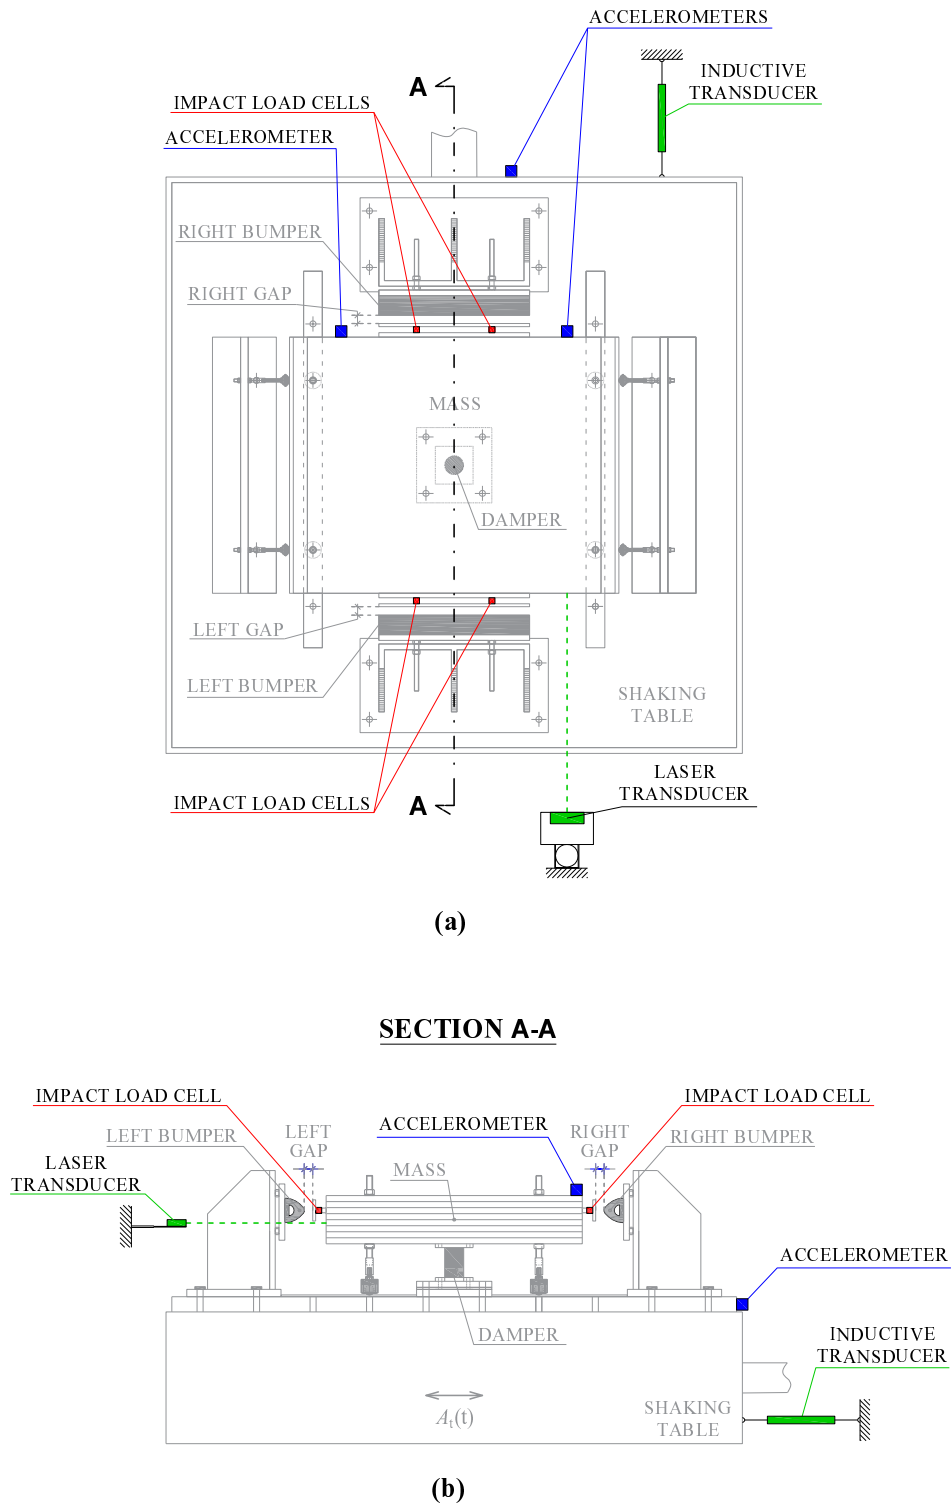 ACCELEROMETERS
A
INDUCTIVE
TRANSDUCER
IMPACT LOAD CELLS
ACCELEROMETER
RIGHT BUMPER
RIGHT GAP
MASS
DAMPER
LEFT GAP
LEFT BUMPER
SHAKING
TABLE
LASER
TRANSDUCER
IMPACT LOAD CELLS
A
(a)
SECTION A-A
IMPACT LOAD CELL
IMPACT LOAD CELL
ACCELEROMETER
LEFT BUMPER
LEFT
GAP
RIGHT
GAP
RIGHT BUMPER
LASER
TRANSDUCER
MASS
ACCELEROMETER
DAMPER
INDUCTIVE
TRANSDUCER
At(t)
SHAKING
TABLE
(b)